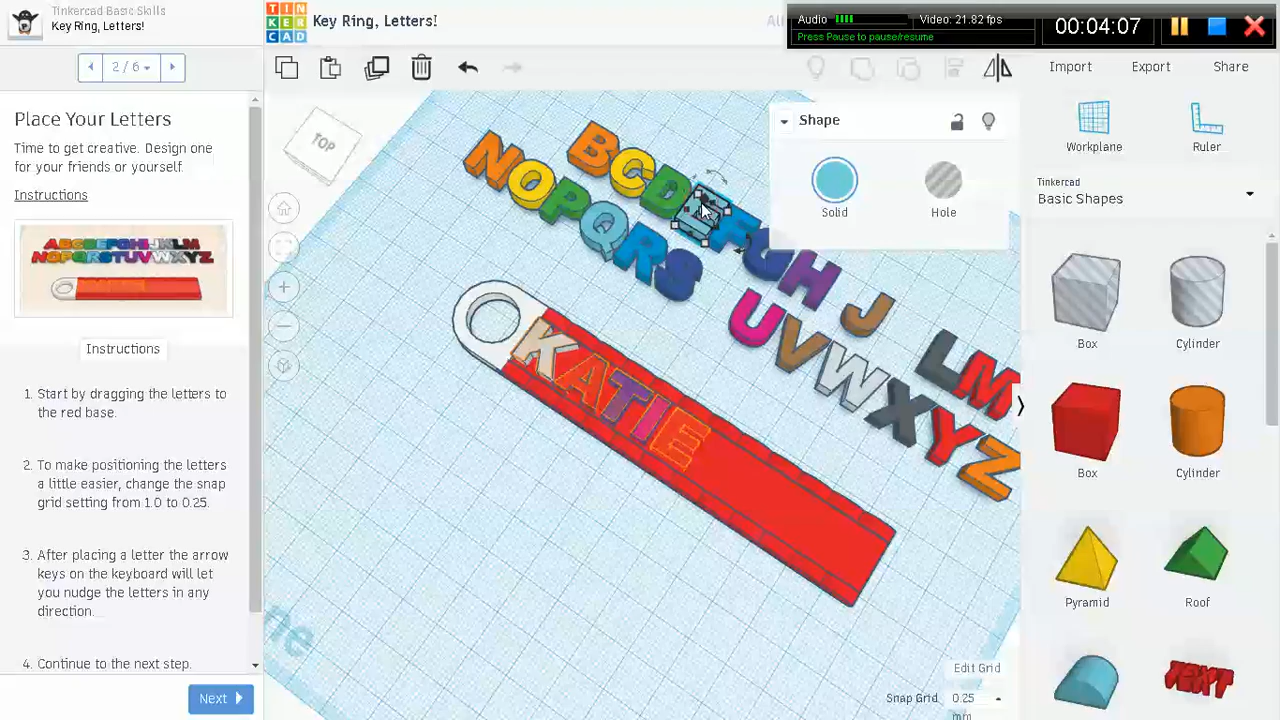 Tinkercad Basic Skills
Key Ring, Letters!
2 / 6
Place Your Letters
Time to get creative. Design one
for your friends or yourself.
Instructions
ABCDEFGHIJKLM
NOPQRSTUVWXYZ
Instructions
1. Start by dragging the letters to
the red base.
2. To make positioning the letters
a little easier, change the snap
grid setting from 1.0 to 0.25.
3. After placing a letter the arrow
keys on the keyboard will let
you nudge the letters in any
direction.
4. Continue to the next step.
Next
TIN
KER
CAD
Key Ring, Letters!
All
Audio
Video: 21.82 fps
Press Pause to pause/resume
00:04:07
TOP
B C D E F G H J L M
N O P Q R S U V W X Y Z
KATIE
Shape
Solid
Hole
Edit Grid
Snap Grid 0.25
mm
Import
Export
Share
Workplane
Ruler
Tinkercad
Basic Shapes
Box
Cylinder
Box
Cylinder
Pyramid
Roof
TEXT